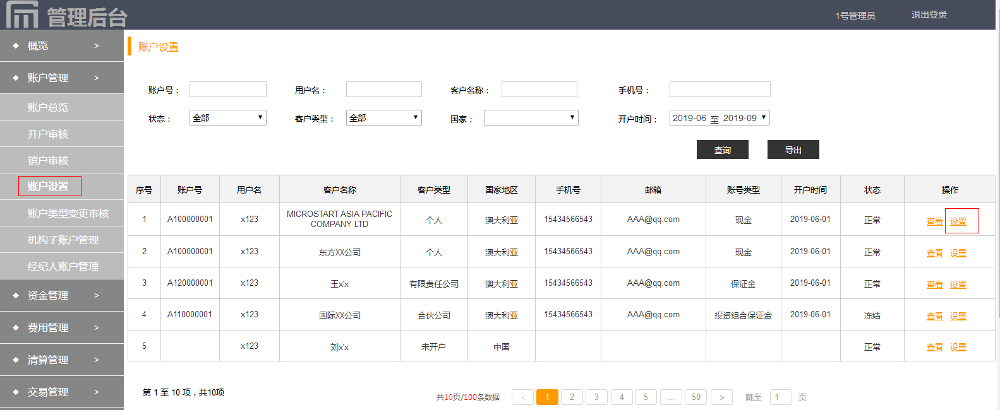 管理后台
1号管理员 退出登录
概览 >
账户管理 >
账户总览
开户审核
销户审核
账户设置
账户类型变更审核
机构子账户管理
经纪人账户管理
资金管理 >
费用管理 >
清算管理 >
交易管理 >
账户设置
账户号： 用户名： 客户名称： 手机号：
状态： 全部 客户类型： 全部 国家： 开户时间： 2019-06 至 2019-09
查询 导出
序号 账户号 用户名 客户名称 客户类型 国家地区 手机号 邮箱 账号类型 开户时间 状态 操作
1 A100000001 x123 MICROSTART ASIA PACIFIC COMPANY LTD 个人 澳大利亚 15434566543 AAA@qq.com 现金 2019-06-01 正常 查看 设置
2 A100000001 x123 东方XX公司 个人 澳大利亚 15434566543 AAA@qq.com 现金 2019-06-01 正常 查看 设置
3 A120000001 x123 王x'x 有限责任公司 澳大利亚 15434566543 AAA@qq.com 保证金 2019-06-01 正常 查看 设置
4 A110000001 x123 国际XX公司 合伙公司 澳大利亚 15434566543 AAA@qq.com 投资组合保证金 2019-06-01 冻结 查看 设置
5 x123 刘x'x 未开户 中国 正常 查看 设置
第 1 至 10 项，共10项
共10页/100条数据 < 1 2 3 4 5 ... 50 > 跳至 1 页